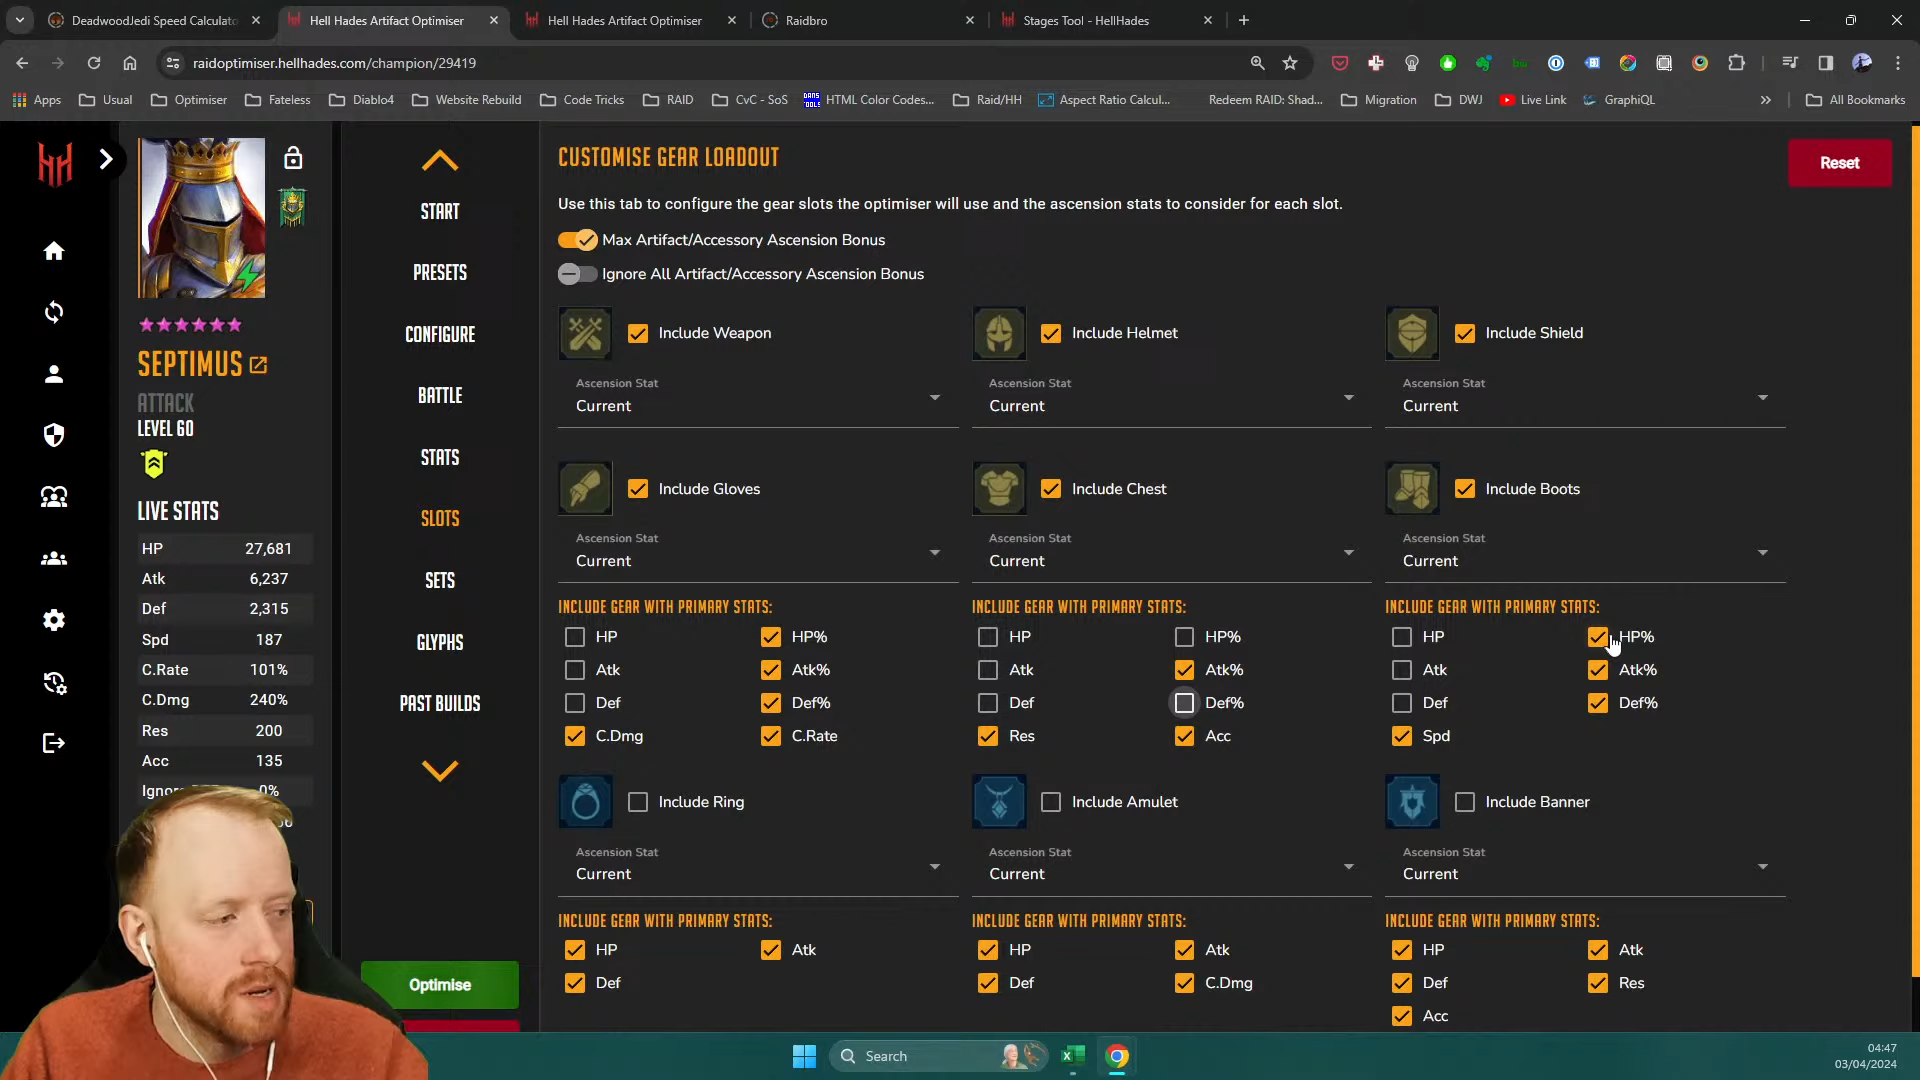 DeadwoodJedi Speed Calculato
Hell Hades Artifact Optimiser
Hell Hades Artifact Optimiser
Raidbro
Stages Tool - HellHades
raidoptimiser.hellhades.com/champion/29419
Apps
Usual
Optimiser
Fateless
Diablo4
Website Rebuild
Code Tricks
RAID
CvC - SoS
HTML Color Codes...
Raid/HH
Aspect Ratio Calcul...
Redeem RAID: Shad...
Migration
DWJ
Live Link
GraphiQL
All Bookmarks
SEPTIMUS
ATTACK
LEVEL 60
LIVE STATS
HP 27,681
Atk 6,237
Def 2,315
Spd 187
C.Rate 101%
C.Dmg 240%
Res 200
Acc 135
START
PRESETS
CONFIGURE
BATTLE
STATS
SLOTS
SETS
GLYPHS
PAST BUILDS
Optimise
CUSTOMISE GEAR LOADOUT
Reset
Use this tab to configure the gear slots the optimiser will use and the ascension stats to consider for each slot.
Max Artifact/Accessory Ascension Bonus
Ignore All Artifact/Accessory Ascension Bonus
Include Weapon
Include Helmet
Include Shield
Ascension Stat
Current
Ascension Stat
Current
Ascension Stat
Current
Include Gloves
Include Chest
Include Boots
Ascension Stat
Current
Ascension Stat
Current
Ascension Stat
Current
INCLUDE GEAR WITH PRIMARY STATS:
HP HP%
Atk Atk%
Def Def%
C.Dmg C.Rate
INCLUDE GEAR WITH PRIMARY STATS:
HP HP%
Atk Atk%
Def Def%
Res Acc
INCLUDE GEAR WITH PRIMARY STATS:
HP HP%
Atk Atk%
Def Def%
Spd
Include Ring
Include Amulet
Include Banner
Ascension Stat
Current
Ascension Stat
Current
Ascension Stat
Current
INCLUDE GEAR WITH PRIMARY STATS:
HP Atk
Def
INCLUDE GEAR WITH PRIMARY STATS:
HP Atk
Def C.Dmg
INCLUDE GEAR WITH PRIMARY STATS:
HP Atk
Def Res
Acc
Search
04:47
03/04/2024